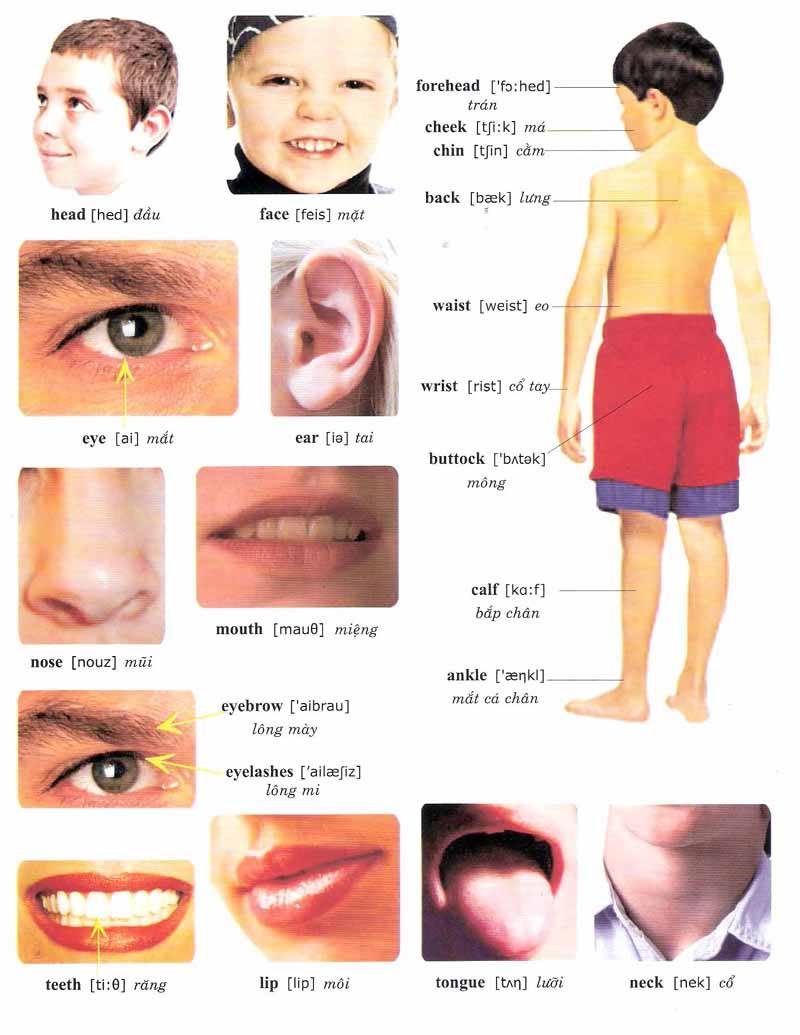 head [hed] đầu
face [feis] mặt
forehead ['fɔ:hed]
trán
cheek [tʃi:k] má
chin [tʃin] cằm
back [bæk] lưng
waist [weist] eo
wrist [rist] cổ tay
buttock ['bʌtək]
mông
calf [kɑ:f]
bắp chân
ankle ['æŋkl]
mắt cá chân
eye [ai] mắt
ear [iə] tai
nose [nouz] mũi
mouth [mauθ] miệng
eyebrow ['aibrau]
lông mày
eyelashes ['ailæʃiz]
lông mi
teeth [ti:θ] răng
lip [lip] môi
tongue [tʌη] lưỡi
neck [nek] cổ